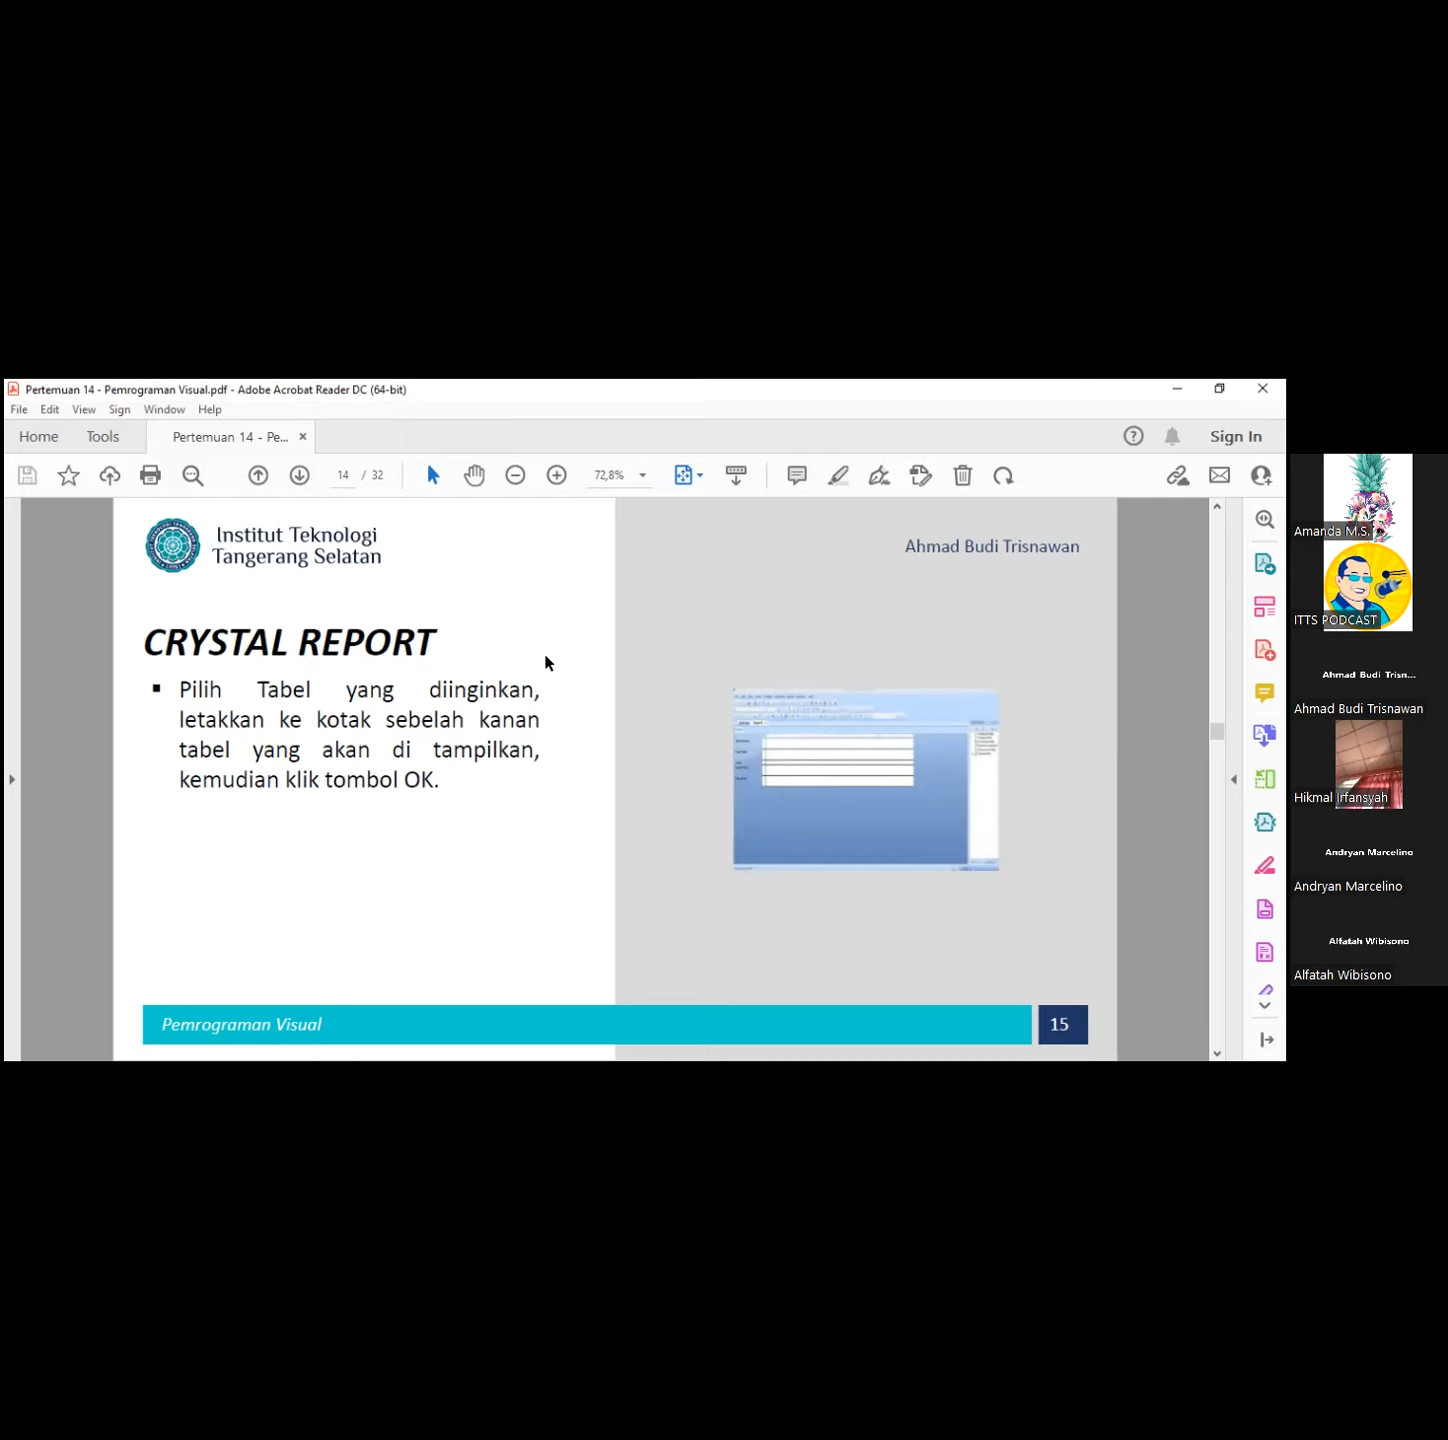 Pertemuan 14 - Pemrograman Visual.pdf - Adobe Acrobat Reader DC (64-bit)
File Edit View Sign Window Help
Home Tools Pertemuan 14 - Pe... × Sign In
14 / 32 72,8%
Institut Teknologi
Tangerang Selatan
Ahmad Budi Trisnawan
CRYSTAL REPORT
▪ Pilih Tabel yang diinginkan,
letakkan ke kotak sebelah kanan
tabel yang akan di tampilkan,
kemudian klik tombol OK.
Pemrograman Visual
15
Amanda M.S.
ITTS PODCAST
Ahmad Budi Trisn...
Ahmad Budi Trisnawan
Hikmal Irfansyah
Andryan Marcelino
Andryan Marcelino
Alfatah Wibisono
Alfatah Wibisono